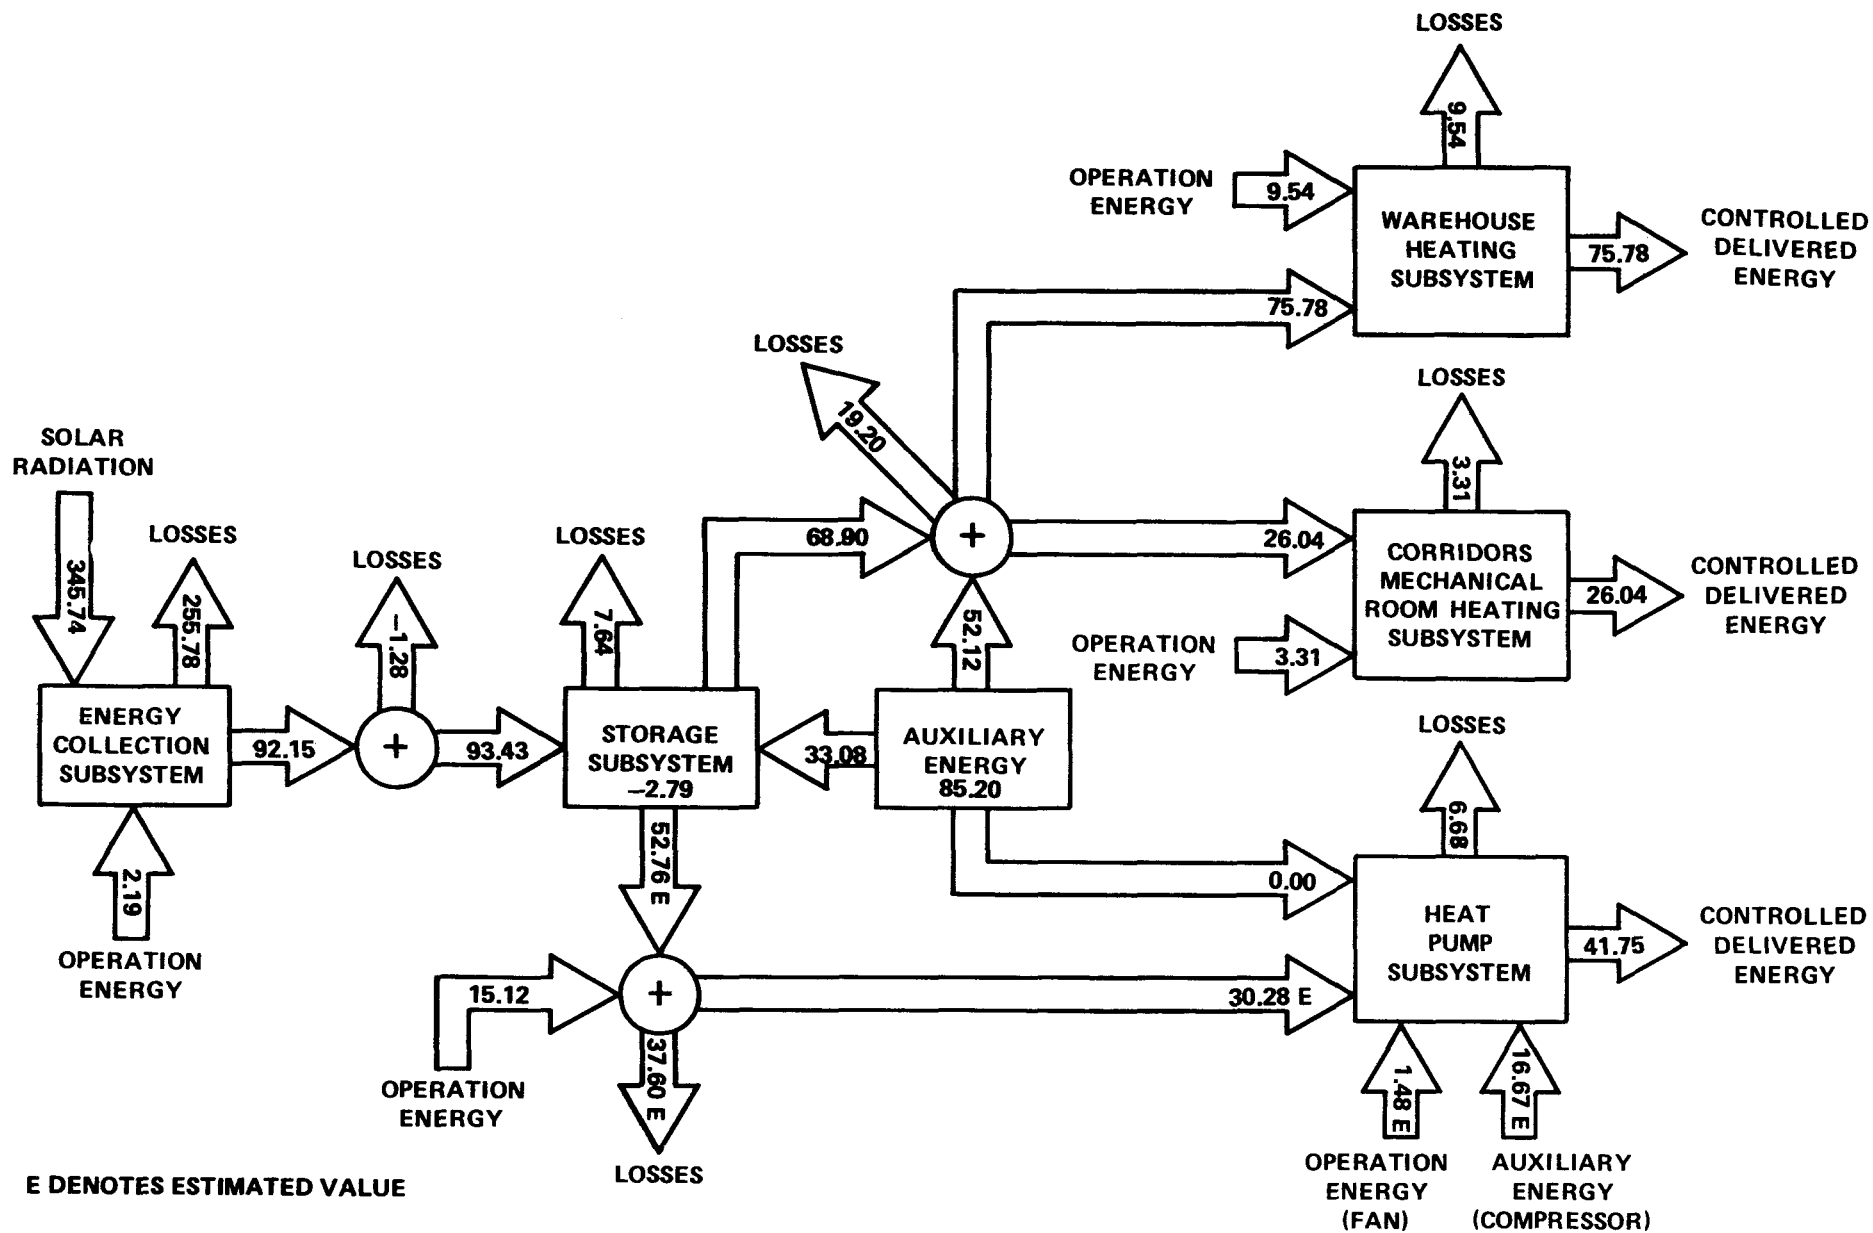 LOSSES
9.54
OPERATION
ENERGY
9.54
WAREHOUSE
HEATING
SUBSYSTEM
75.78
CONTROLLED
DELIVERED
ENERGY
75.78
LOSSES
19.20
LOSSES
3.31
SOLAR
RADIATION
345.74
LOSSES
255.78
LOSSES
−1.28
LOSSES
7.64
68.90
+
26.04
CORRIDORS
MECHANICAL
ROOM HEATING
SUBSYSTEM
26.04
CONTROLLED
DELIVERED
ENERGY
OPERATION
ENERGY
3.31
52.12
ENERGY
COLLECTION
SUBSYSTEM
92.15
+
93.43
STORAGE
SUBSYSTEM
−2.79
33.08
AUXILIARY
ENERGY
85.20
LOSSES
6.68
2.19
OPERATION
ENERGY
52.76 E
0.00
HEAT
PUMP
SUBSYSTEM
41.75
CONTROLLED
DELIVERED
ENERGY
15.12
+
30.28 E
OPERATION
ENERGY
37.60 E
LOSSES
1.48 E
16.67 E
OPERATION
ENERGY
(FAN)
AUXILIARY
ENERGY
(COMPRESSOR)
E DENOTES ESTIMATED VALUE